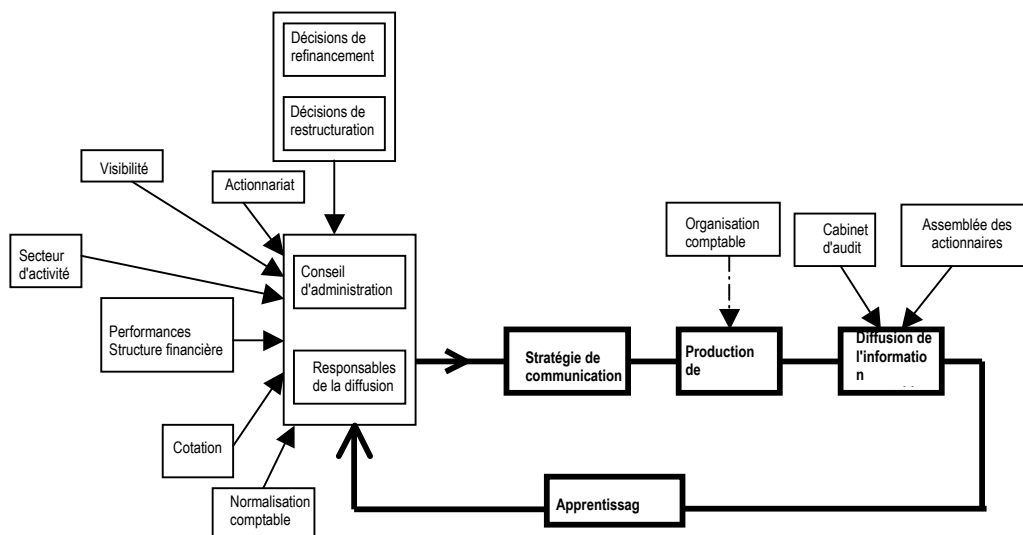 Décisions de
refinancement
Décisions de
restructuration
Visibilité
Actionnariat
Secteur
d'activité
Performances
Structure financière
Cotation
Normalisation
comptable
Conseil
d'administration
Responsables
de la diffusion
Stratégie de
communication
Organisation
comptable
Production
de
Cabinet
d'audit
Assemblée des
actionnaires
Diffusion de
l'informatio
n
Apprentissag